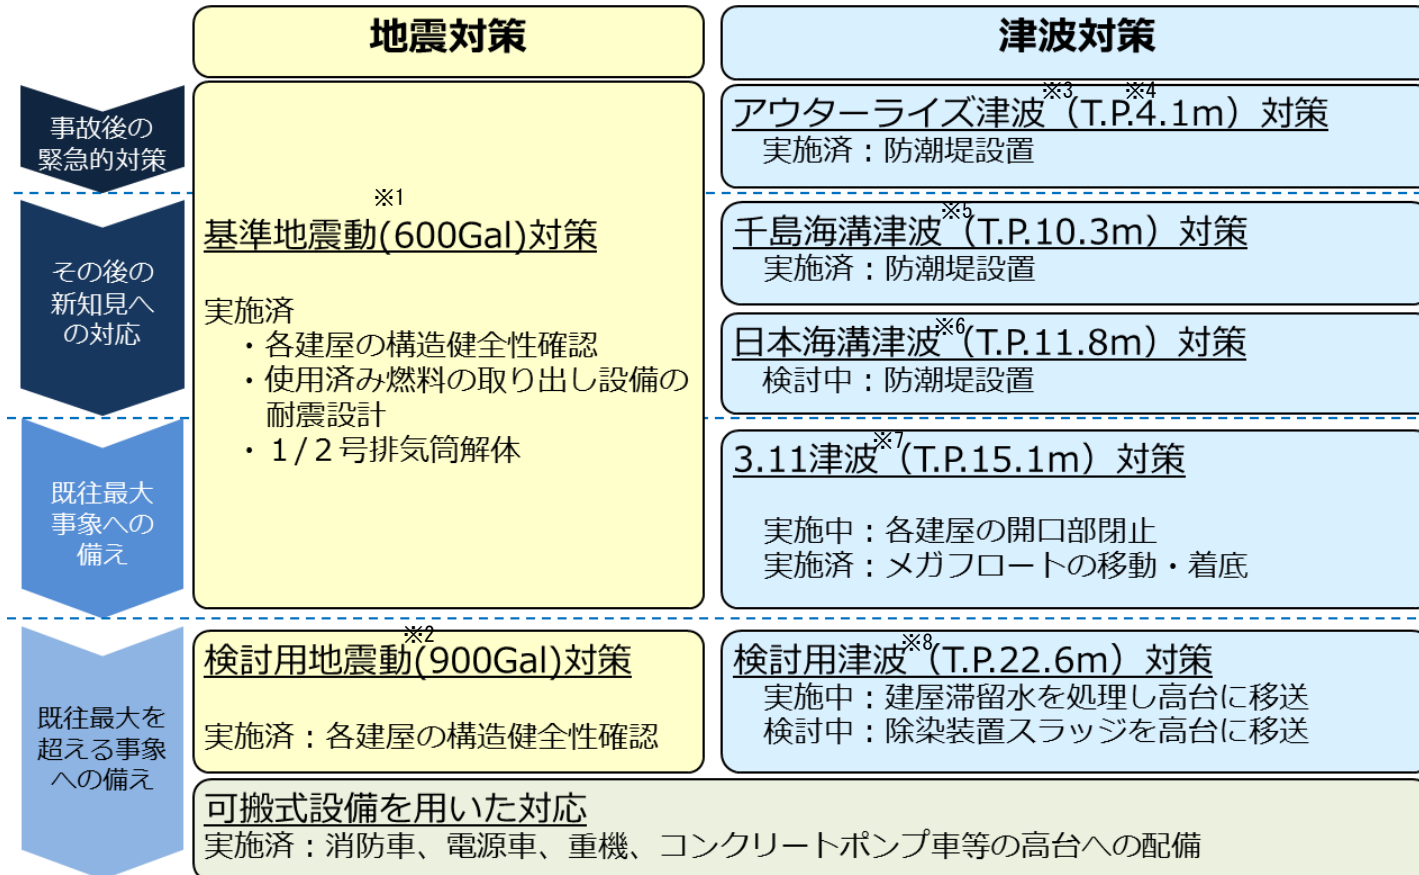 地震対策
津波対策
事故後の
緊急的対策
その後の
新知見へ
の対応
既往最大
事象への
備え
既往最大を
超える事象
への備え
※1
基準地震動(600Gal)対策
実施済
・各建屋の構造健全性確認
・使用済み燃料の取り出し設備の
耐震設計
・１/２号排気筒解体
※2
検討用地震動(900Gal)対策
実施済：各建屋の構造健全性確認
※3 ※4
アウターライズ津波（T.P.4.1m）対策
実施済：防潮堤設置
※5
千島海溝津波（T.P.10.3m）対策
実施済：防潮堤設置
※6
日本海溝津波（T.P.11.8m）対策
検討中：防潮堤設置
※7
3.11津波（T.P.15.1m）対策
実施中：各建屋の開口部閉止
実施済：メガフロートの移動・着底
※8
検討用津波（T.P.22.6m）対策
実施中：建屋滞留水を処理し高台に移送
検討中：除染装置スラッジを高台に移送
可搬式設備を用いた対応
実施済：消防車、電源車、重機、コンクリートポンプ車等の高台への配備